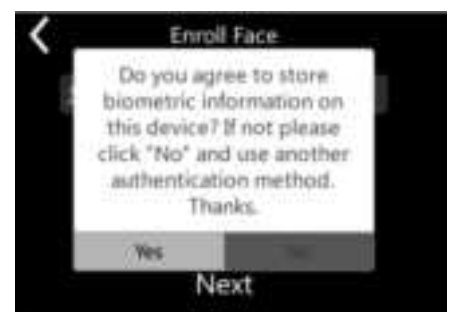 Enroll Face
Do you agree to store
biometric information on
this device? If not please
click "No" and use another
authentication method.
Thanks.
Yes
Next